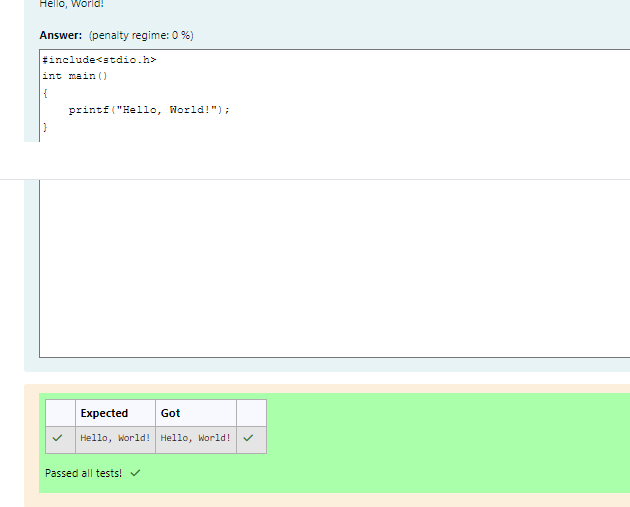 Hello, World!
Answer: (penalty regime: 0 %)
#include<stdio.h>
int main()
{
    printf("Hello, World!");
}
Expected Got
Hello, World! Hello, World!
Passed all tests!